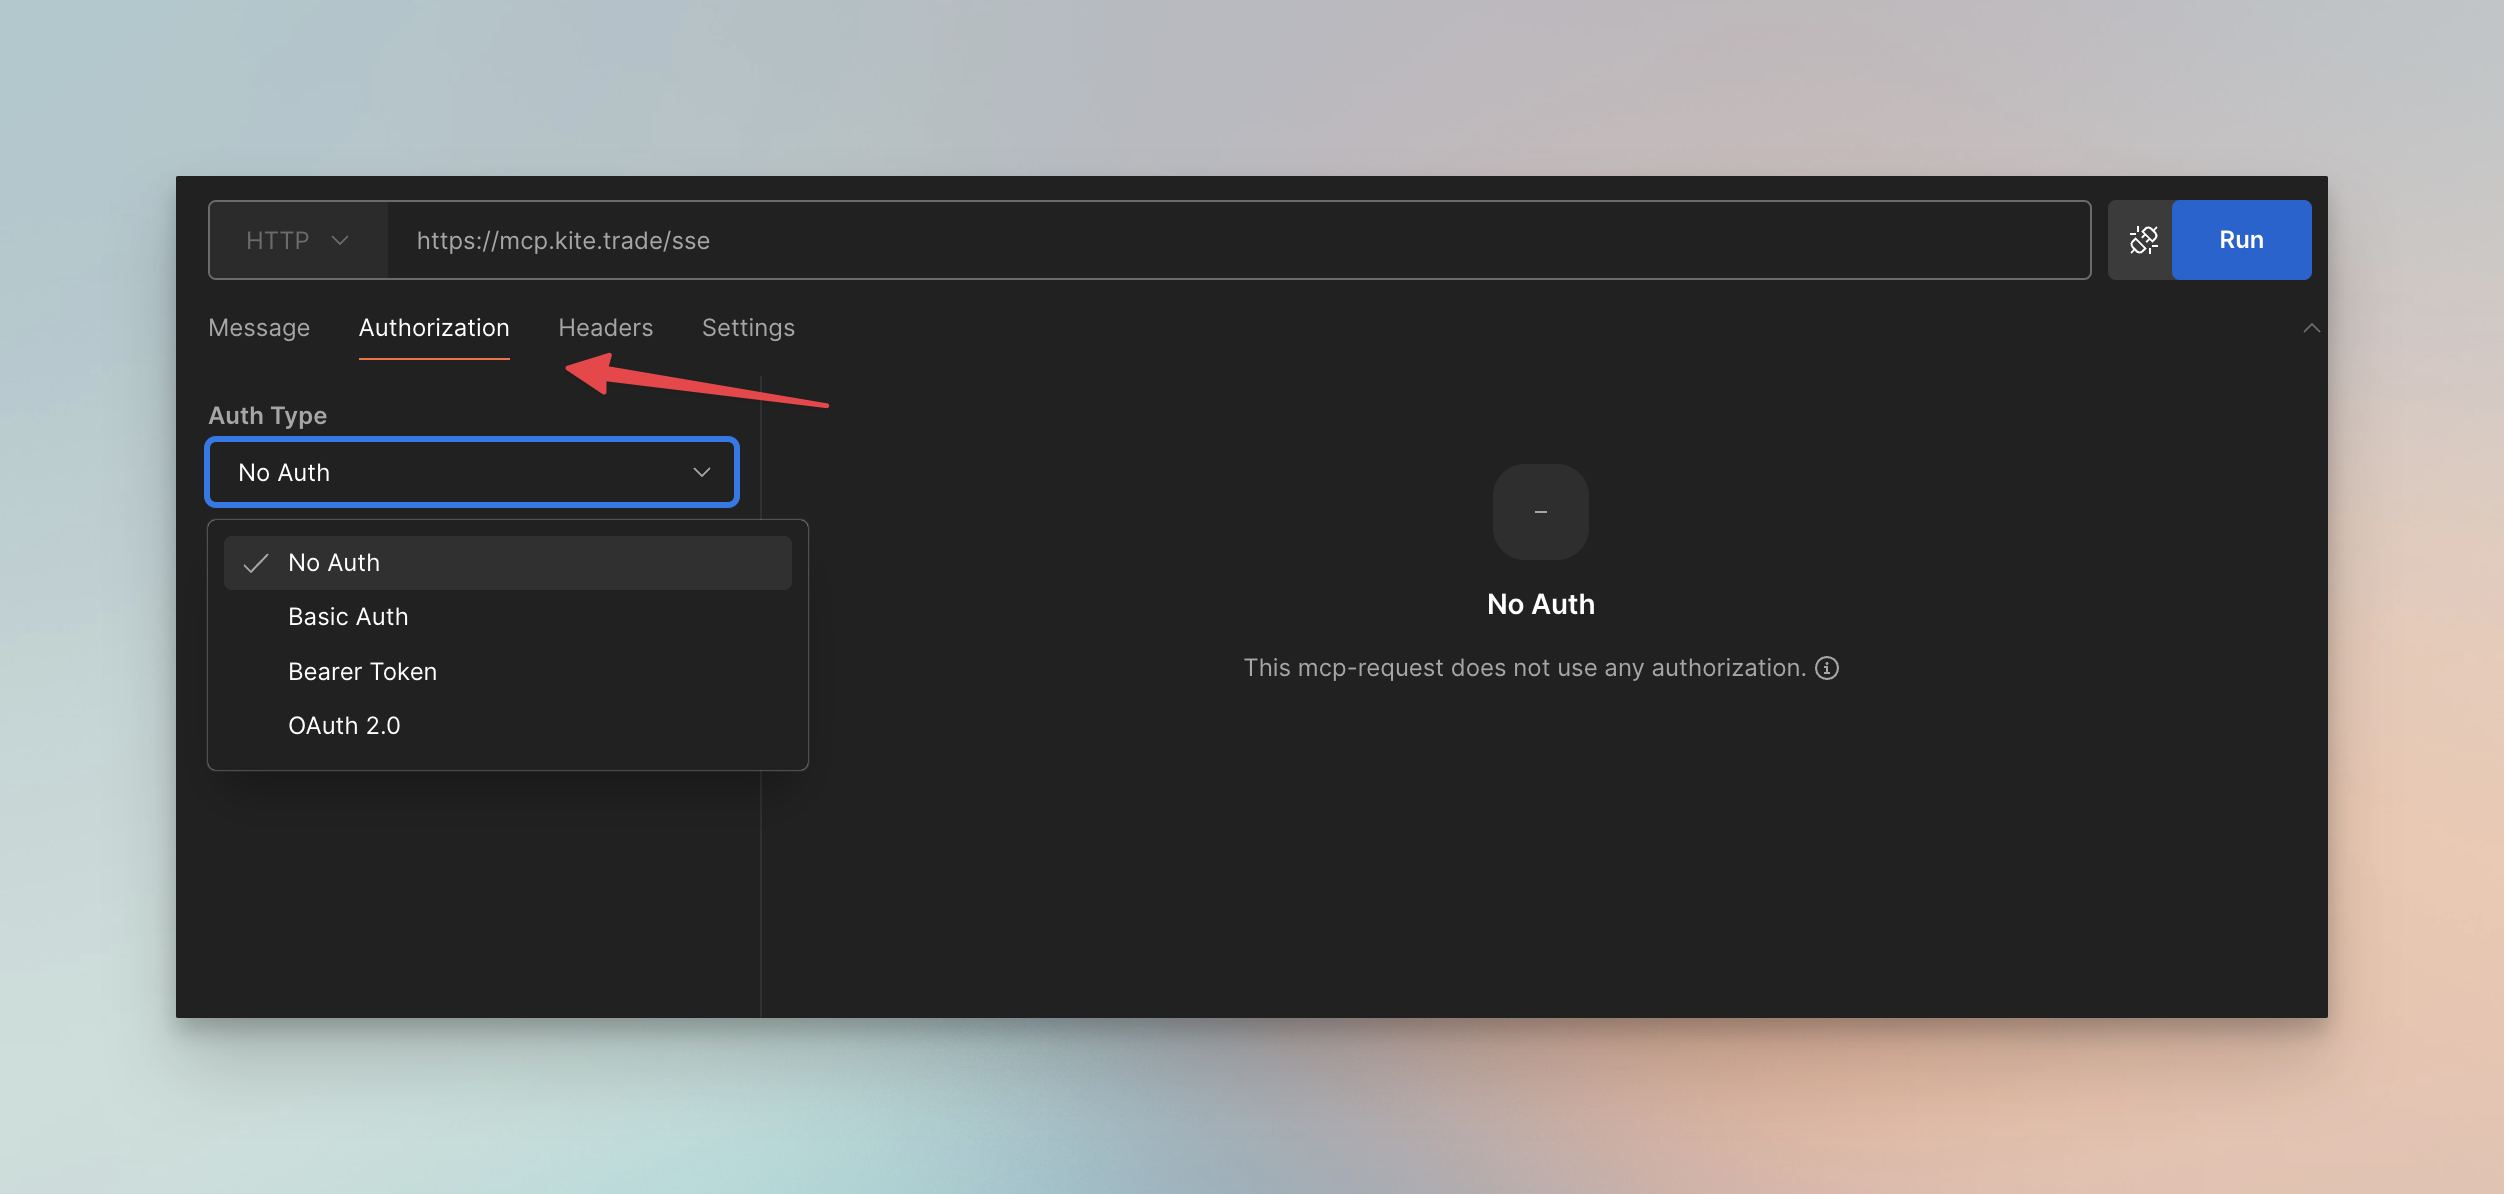 HTTP https://mcp.kite.trade/sse Run
Message Authorization Headers Settings
Auth Type
No Auth
No Auth
Basic Auth
Bearer Token
OAuth 2.0
No Auth
This mcp-request does not use any authorization.